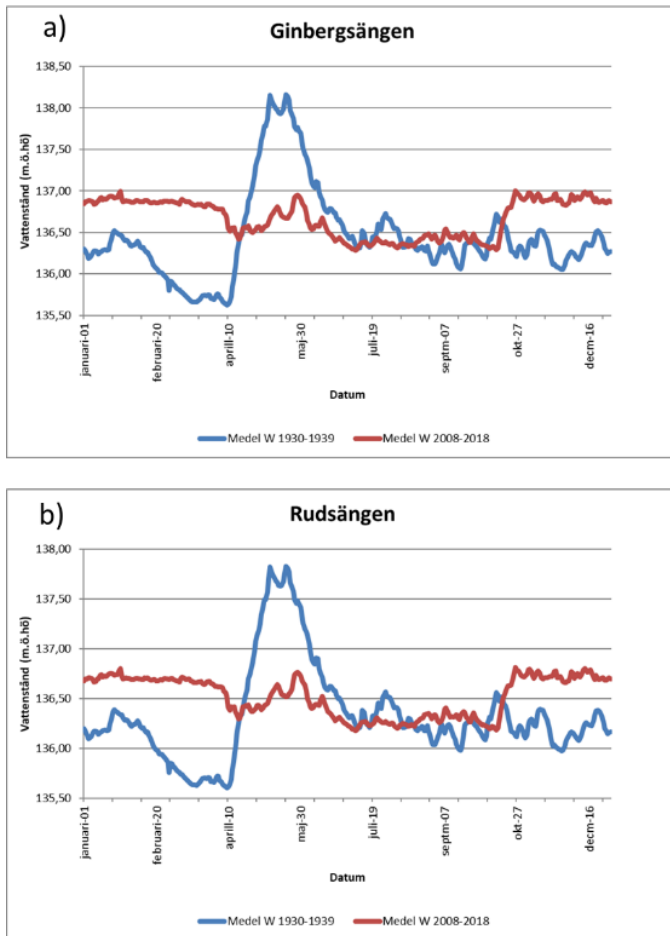 a)
Ginbergsängen
Vattenstånd (m.ö.hö)
138,50
138,00
137,50
137,00
136,50
136,00
135,50
januari-01
februari-20
aprill-10
maj-30
juli-19
septm-07
okt-27
decm-16
Datum
Medel W 1930-1939 Medel W 2008-2018
b)
Rudsängen
Vattenstånd (m.ö.hö)
138,00
137,50
137,00
136,50
136,00
135,50
januari-01
februari-20
aprill-10
maj-30
juli-19
septm-07
okt-27
decm-16
Datum
Medel W 1930-1939 Medel W 2008-2018